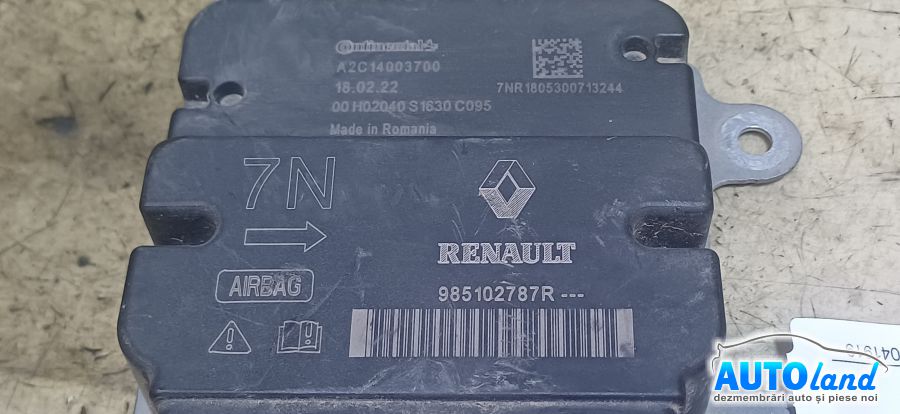 Continental
A2C14003700
18.02.22
7NR1805300713244
00 H02040 S1630 C095
Made in Romania
7N
RENAULT
AIRBAG
985102787R ---
AUTOland
dezmembrări auto și piese noi